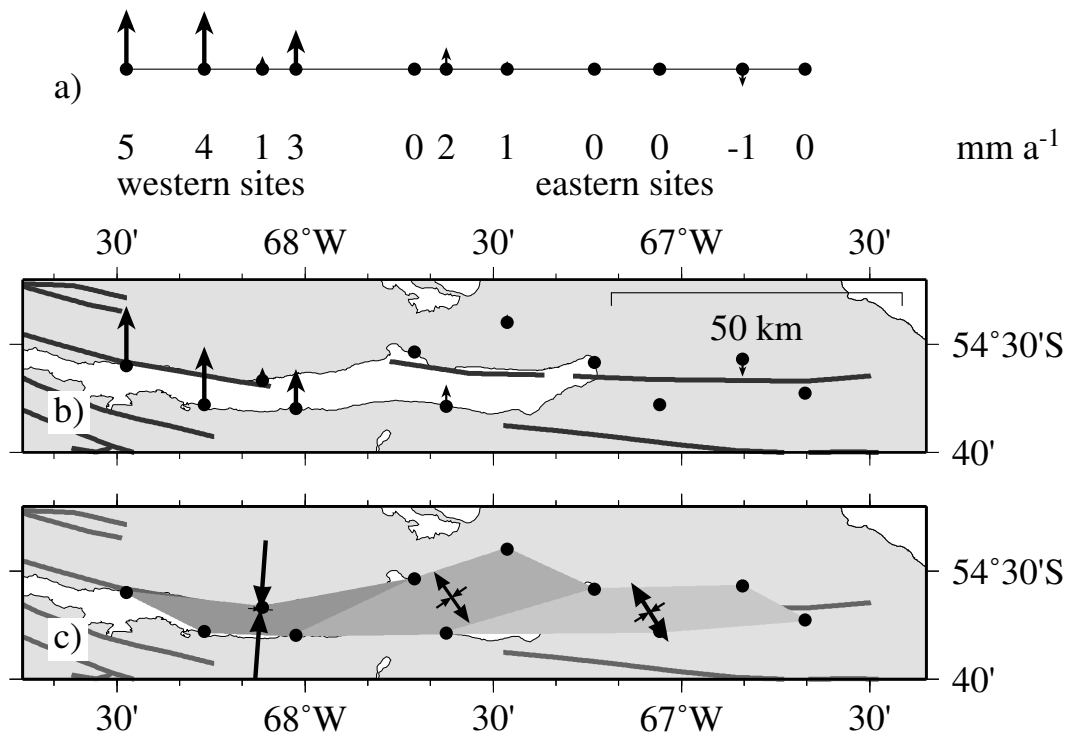 a)
5 4 1 3 0 2 1 0 0 -1 0 mm a-1
western sites eastern sites
30' 68°W 30' 67°W 30'
50 km
54°30'S
b)
40'
54°30'S
c)
40'
30' 68°W 30' 67°W 30'